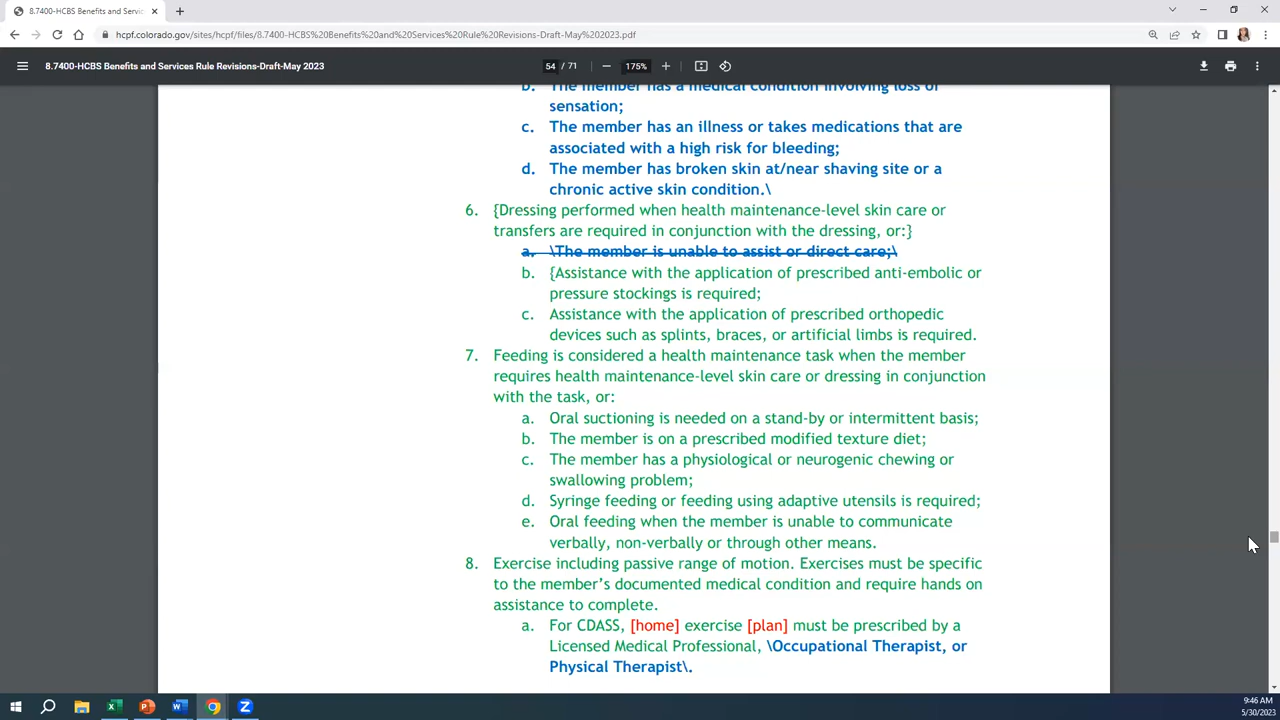 8.7400-HCBS Benefits and Servic
hcpf.colorado.gov/sites/hcpf/files/8.7400-HCBS%20Benefits%20and%20Services%20Rule%20Revisions-Draft-May%202023.pdf
8.7400-HCBS Benefits and Services Rule Revisions-Draft-May 2023
54 / 71
175%
b. The member has a medical condition involving loss of
sensation;
c. The member has an illness or takes medications that are
associated with a high risk for bleeding;
d. The member has broken skin at/near shaving site or a
chronic active skin condition.\
6. {Dressing performed when health maintenance-level skin care or
transfers are required in conjunction with the dressing, or:}
a. \The member is unable to assist or direct care;\
b. {Assistance with the application of prescribed anti-embolic or
pressure stockings is required;
c. Assistance with the application of prescribed orthopedic
devices such as splints, braces, or artificial limbs is required.
7. Feeding is considered a health maintenance task when the member
requires health maintenance-level skin care or dressing in conjunction
with the task, or:
a. Oral suctioning is needed on a stand-by or intermittent basis;
b. The member is on a prescribed modified texture diet;
c. The member has a physiological or neurogenic chewing or
swallowing problem;
d. Syringe feeding or feeding using adaptive utensils is required;
e. Oral feeding when the member is unable to communicate
verbally, non-verbally or through other means.
8. Exercise including passive range of motion. Exercises must be specific
to the member's documented medical condition and require hands on
assistance to complete.
a. For CDASS, [home] exercise [plan] must be prescribed by a
Licensed Medical Professional, \Occupational Therapist, or
Physical Therapist\.
9:46 AM
5/30/2023